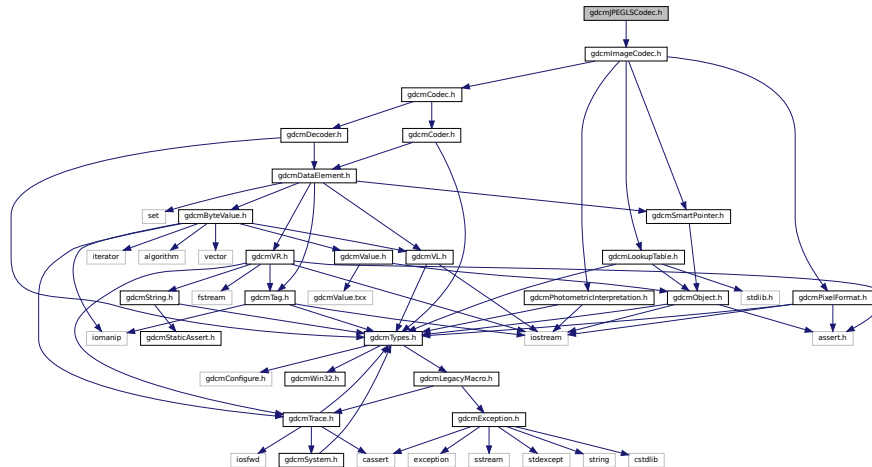 gdcmJPEGLSCodec.h
gdcmImageCodec.h
gdcmCodec.h
gdcmDecoder.h
gdcmCoder.h
gdcmDataElement.h
set
gdcmByteValue.h
gdcmSmartPointer.h
iterator
algorithm
vector
gdcmVR.h
gdcmValue.h
gdcmVL.h
gdcmLookupTable.h
gdcmString.h
fstream
gdcmTag.h
gdcmValue.txx
gdcmPhotometricInterpretation.h
gdcmObject.h
stdlib.h
gdcmPixelFormat.h
iomanip
gdcmStaticAssert.h
gdcmTypes.h
iostream
assert.h
gdcmConfigure.h
gdcmWin32.h
gdcmLegacyMacro.h
gdcmTrace.h
gdcmException.h
iosfwd
gdcmSystem.h
cassert
exception
sstream
stdexcept
string
cstdlib